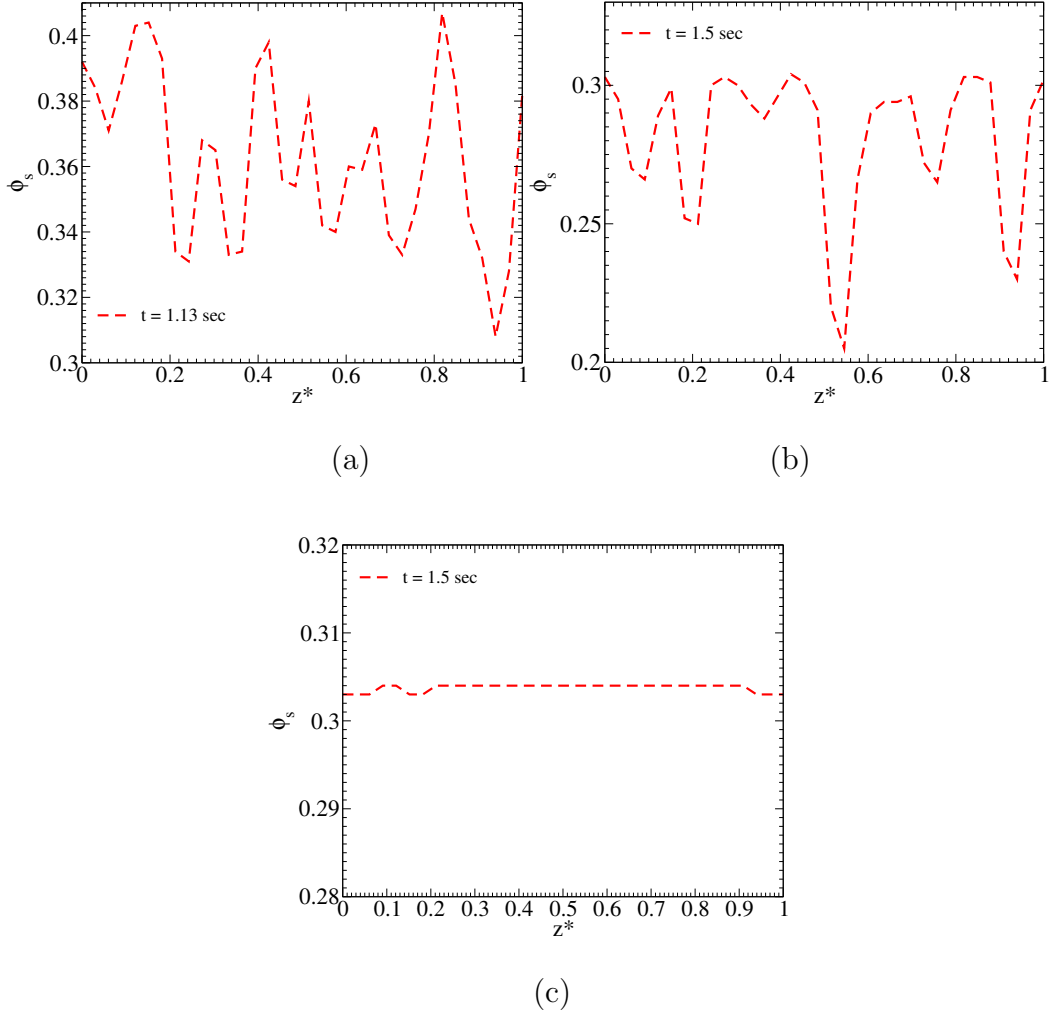 0.4
0.38
0.36
ϕs
0.34
0.32
0.3
t = 1.13 sec
0 0.2 0.4 0.6 0.8 1
z*
(a)
t = 1.5 sec
0.3
ϕs
0.25
0.2
0 0.2 0.4 0.6 0.8 1
z*
(b)
0.32
t = 1.5 sec
0.31
ϕs
0.3
0.29
0.28
0 0.1 0.2 0.3 0.4 0.5 0.6 0.7 0.8 0.9 1
z*
(c)